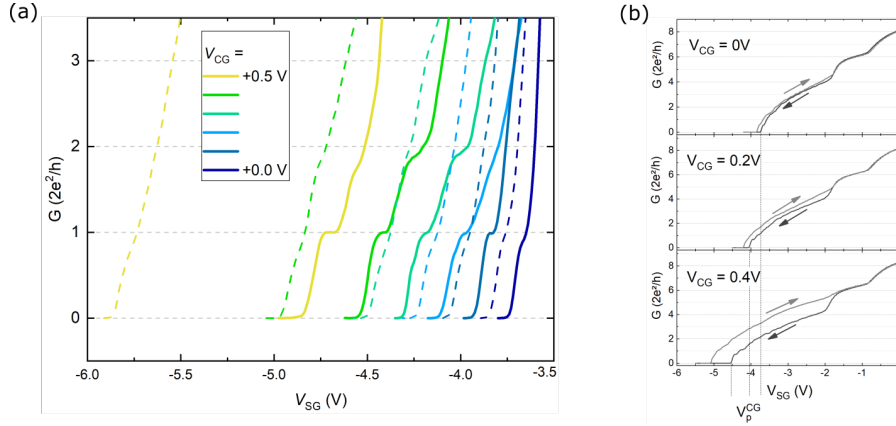 (a)
G (2e²/h)
3
2
1
0
V_CG =
+0.5 V
+0.0 V
-6.0
-5.5
-5.0
-4.5
-4.0
-3.5
V_SG (V)
(b)
V_CG = 0V
G (2e²/h)
8
6
4
2
0
V_CG = 0.2V
G (2e²/h)
8
6
4
2
0
V_CG = 0.4V
G (2e²/h)
8
6
4
2
0
-6
-5
-4
-3
-2
-1
V_SG (V)
V_p^CG